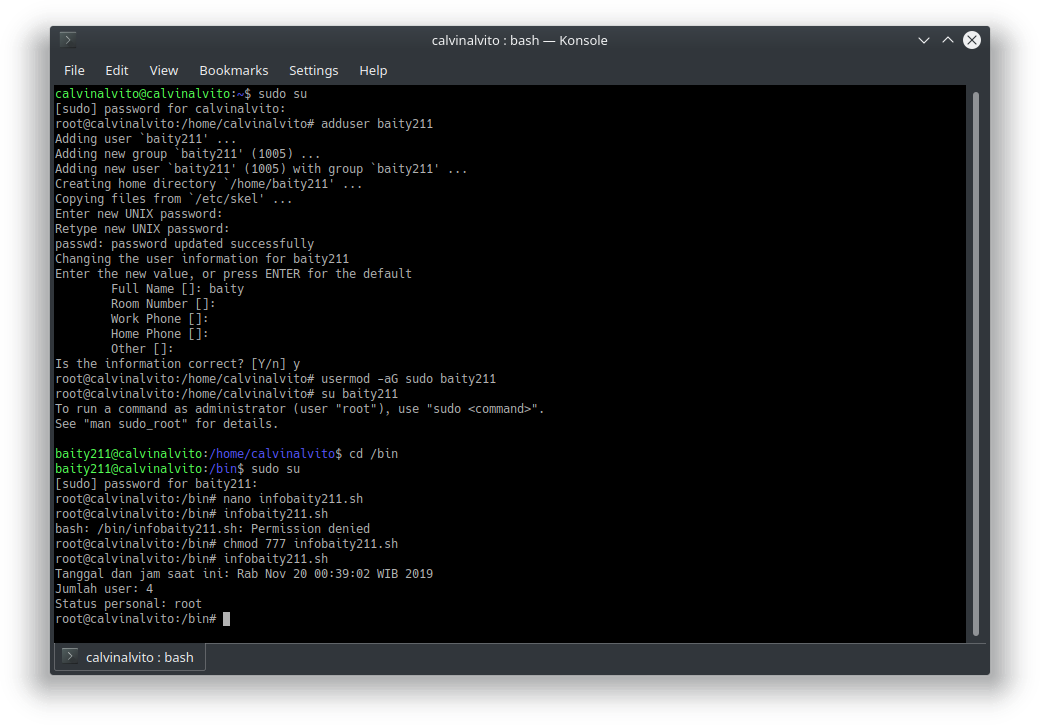 calvinalvito : bash — Konsole
File Edit View Bookmarks Settings Help
calvinalvito@calvinalvito:~$ sudo su
[sudo] password for calvinalvito:
root@calvinalvito:/home/calvinalvito# adduser baity211
Adding user `baity211' ...
Adding new group `baity211' (1005) ...
Adding new user `baity211' (1005) with group `baity211' ...
Creating home directory `/home/baity211' ...
Copying files from `/etc/skel' ...
Enter new UNIX password:
Retype new UNIX password:
passwd: password updated successfully
Changing the user information for baity211
Enter the new value, or press ENTER for the default
Full Name []: baity
Room Number []:
Work Phone []:
Home Phone []:
Other []:
Is the information correct? [Y/n] y
root@calvinalvito:/home/calvinalvito# usermod -aG sudo baity211
root@calvinalvito:/home/calvinalvito# su baity211
To run a command as administrator (user "root"), use "sudo <command>".
See "man sudo_root" for details.
baity211@calvinalvito:/home/calvinalvito$ cd /bin
baity211@calvinalvito:/bin$ sudo su
[sudo] password for baity211:
root@calvinalvito:/bin# nano infobaity211.sh
root@calvinalvito:/bin# infobaity211.sh
bash: /bin/infobaity211.sh: Permission denied
root@calvinalvito:/bin# chmod 777 infobaity211.sh
root@calvinalvito:/bin# infobaity211.sh
Tanggal dan jam saat ini: Rab Nov 20 00:39:02 WIB 2019
Jumlah user: 4
Status personal: root
root@calvinalvito:/bin#
calvinalvito : bash